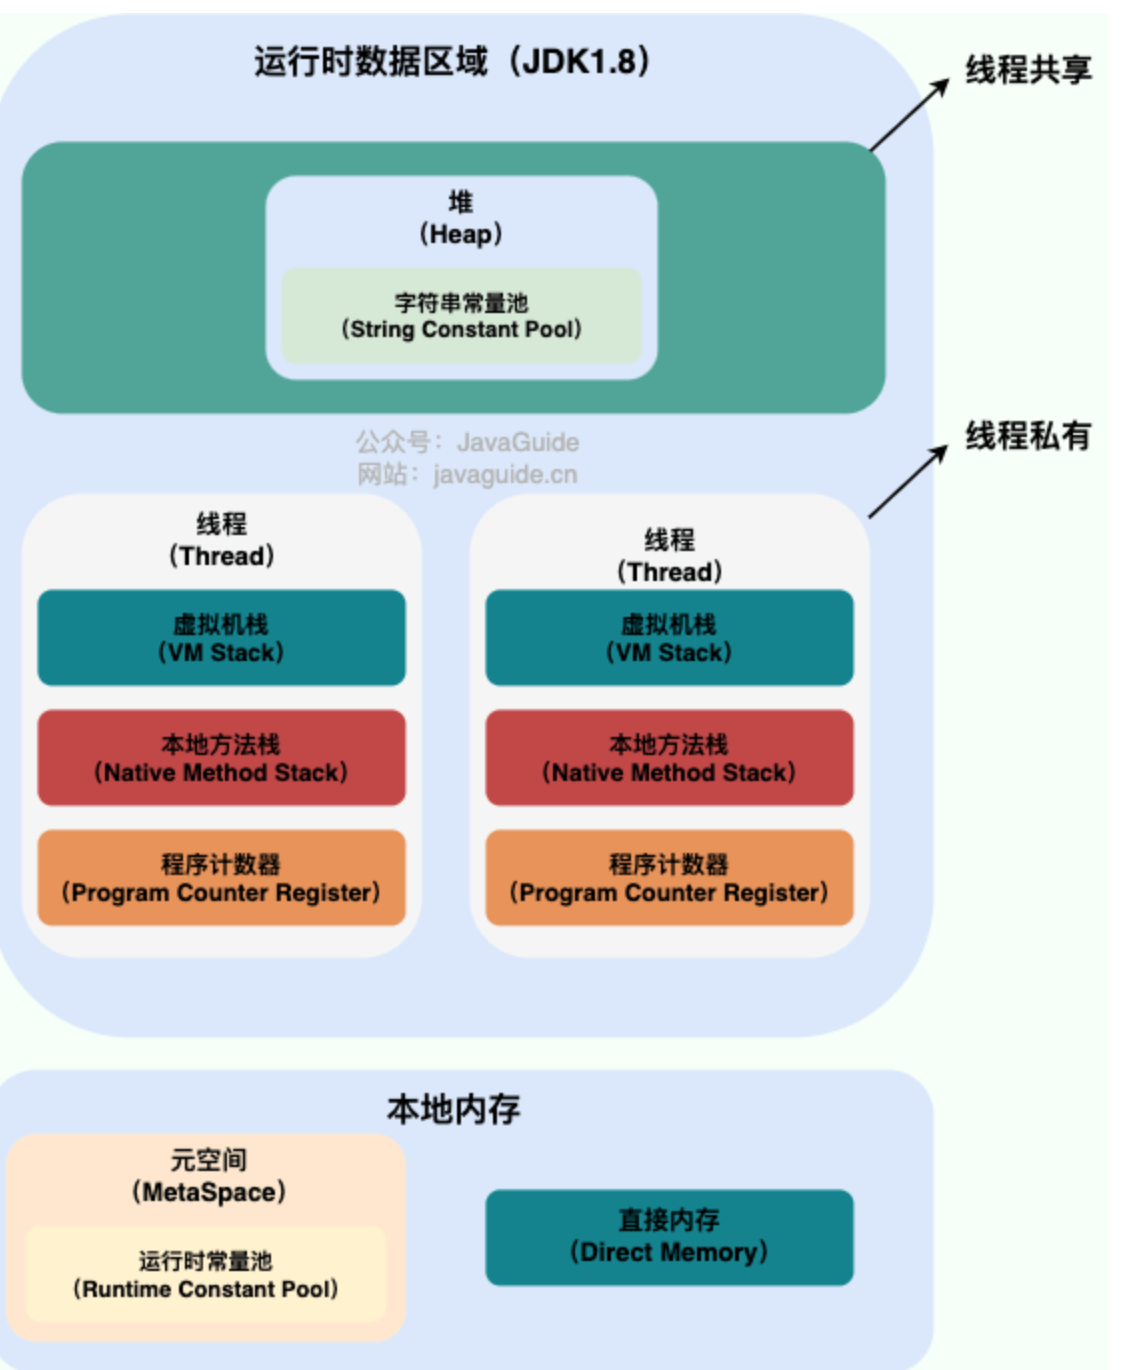 运行时数据区域（JDK1.8）
线程共享
堆
（Heap）
字符串常量池
（String Constant Pool）
公众号：JavaGuide
网站：javaguide.cn
线程私有
线程
（Thread）
虚拟机栈
（VM Stack）
本地方法栈
（Native Method Stack）
程序计数器
（Program Counter Register）
线程
（Thread）
虚拟机栈
（VM Stack）
本地方法栈
（Native Method Stack）
程序计数器
（Program Counter Register）
本地内存
元空间
（MetaSpace）
运行时常量池
（Runtime Constant Pool）
直接内存
（Direct Memory）